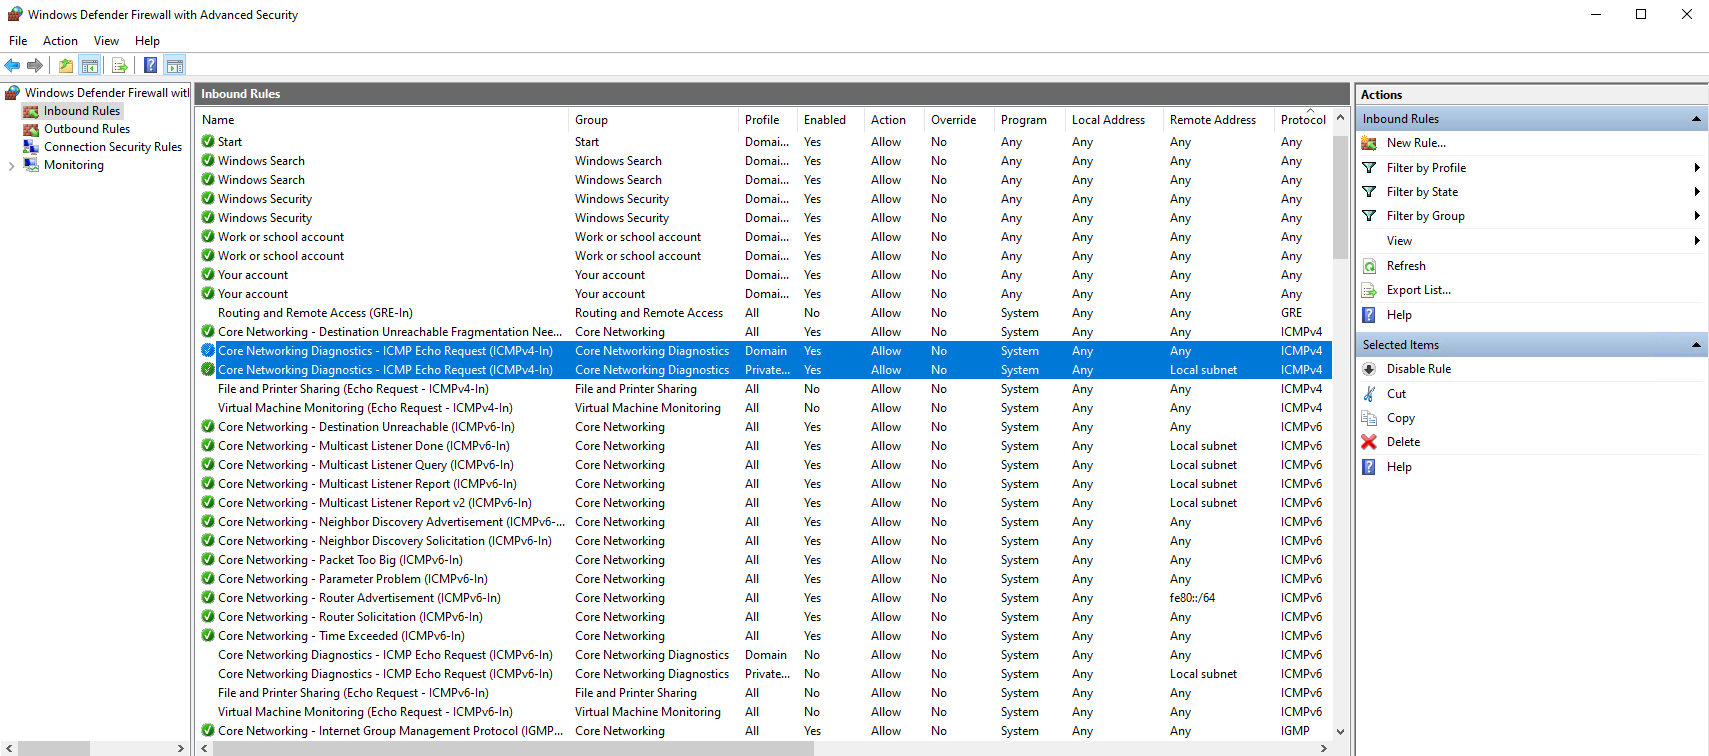 Windows Defender Firewall with Advanced Security
File Action View Help
Windows Defender Firewall wit
Inbound Rules
Outbound Rules
Connection Security Rules
Monitoring
Inbound Rules
Name Group Profile Enabled Action Override Program Local Address Remote Address Protocol
Start Start Domai... Yes Allow No Any Any Any Any
Windows Search Windows Search Domai... Yes Allow No Any Any Any Any
Windows Search Windows Search Domai... Yes Allow No Any Any Any Any
Windows Security Windows Security Domai... Yes Allow No Any Any Any Any
Windows Security Windows Security Domai... Yes Allow No Any Any Any Any
Work or school account Work or school account Domai... Yes Allow No Any Any Any Any
Work or school account Work or school account Domai... Yes Allow No Any Any Any Any
Your account Your account Domai... Yes Allow No Any Any Any Any
Your account Your account Domai... Yes Allow No Any Any Any Any
Routing and Remote Access (GRE-In) Routing and Remote Access All No Allow No System Any Any GRE
Core Networking - Destination Unreachable Fragmentation Nee... Core Networking All Yes Allow No System Any Any ICMPv4
Core Networking Diagnostics - ICMP Echo Request (ICMPv4-In) Core Networking Diagnostics Domain Yes Allow No System Any Any ICMPv4
Core Networking Diagnostics - ICMP Echo Request (ICMPv4-In) Core Networking Diagnostics Private... Yes Allow No System Any Local subnet ICMPv4
File and Printer Sharing (Echo Request - ICMPv4-In) File and Printer Sharing All No Allow No System Any Any ICMPv4
Virtual Machine Monitoring (Echo Request - ICMPv4-In) Virtual Machine Monitoring All No Allow No System Any Any ICMPv4
Core Networking - Destination Unreachable (ICMPv6-In) Core Networking All Yes Allow No System Any Any ICMPv6
Core Networking - Multicast Listener Done (ICMPv6-In) Core Networking All Yes Allow No System Any Local subnet ICMPv6
Core Networking - Multicast Listener Query (ICMPv6-In) Core Networking All Yes Allow No System Any Local subnet ICMPv6
Core Networking - Multicast Listener Report (ICMPv6-In) Core Networking All Yes Allow No System Any Local subnet ICMPv6
Core Networking - Multicast Listener Report v2 (ICMPv6-In) Core Networking All Yes Allow No System Any Local subnet ICMPv6
Core Networking - Neighbor Discovery Advertisement (ICMPv6-... Core Networking All Yes Allow No System Any Any ICMPv6
Core Networking - Neighbor Discovery Solicitation (ICMPv6-In) Core Networking All Yes Allow No System Any Any ICMPv6
Core Networking - Packet Too Big (ICMPv6-In) Core Networking All Yes Allow No System Any Any ICMPv6
Core Networking - Parameter Problem (ICMPv6-In) Core Networking All Yes Allow No System Any Any ICMPv6
Core Networking - Router Advertisement (ICMPv6-In) Core Networking All Yes Allow No System Any fe80::/64 ICMPv6
Core Networking - Router Solicitation (ICMPv6-In) Core Networking All Yes Allow No System Any Any ICMPv6
Core Networking - Time Exceeded (ICMPv6-In) Core Networking All Yes Allow No System Any Any ICMPv6
Core Networking Diagnostics - ICMP Echo Request (ICMPv6-In) Core Networking Diagnostics Domain No Allow No System Any Any ICMPv6
Core Networking Diagnostics - ICMP Echo Request (ICMPv6-In) Core Networking Diagnostics Private... No Allow No System Any Local subnet ICMPv6
File and Printer Sharing (Echo Request - ICMPv6-In) File and Printer Sharing All No Allow No System Any Any ICMPv6
Virtual Machine Monitoring (Echo Request - ICMPv6-In) Virtual Machine Monitoring All No Allow No System Any Any ICMPv6
Core Networking - Internet Group Management Protocol (IGMP... Core Networking All Yes Allow No System Any Any IGMP
Actions
Inbound Rules
New Rule...
Filter by Profile
Filter by State
Filter by Group
View
Refresh
Export List...
Help
Selected Items
Disable Rule
Cut
Copy
Delete
Help